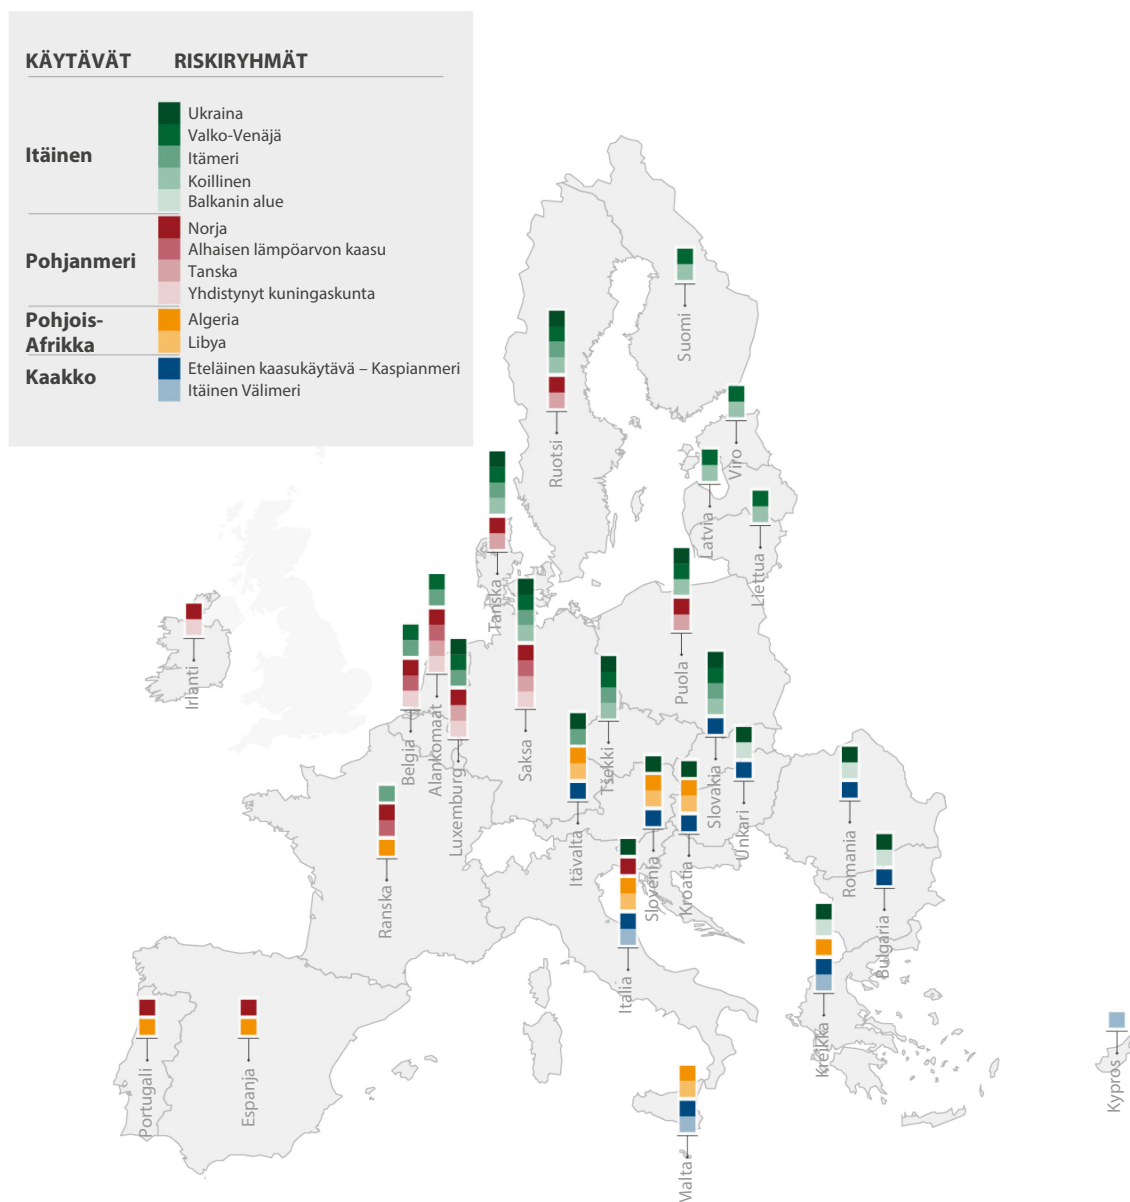 KÄYTÄVÄT RISKIRYHMÄT
Itäinen
Ukraina
Valko-Venäjä
Itämeri
Koillinen
Balkanin alue
Pohjanmeri
Norja
Alhaisen lämpöarvon kaasu
Tanska
Yhdistynyt kuningaskunta
Pohjois-
Afrikka
Algeria
Libya
Kaakko
Eteläinen kaasukäytävä – Kaspianmeri
Itäinen Välimeri
Suomi
Ruotsi
Viro
Latvia
Liettua
Tanska
Irlanti
Puola
Belgia
Alankomaat
Luxemburg
Saksa
Tšekki
Slovakia
Unkari
Itävalta
Slovenia
Kroatia
Romania
Bulgaria
Ranska
Italia
Kreikka
Portugali
Espanja
Malta
Kypros